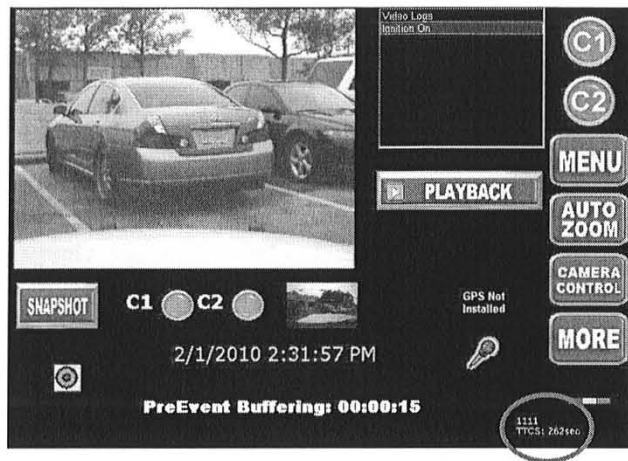 Video Logs
Ignition On
C1
C2
MENU
PLAYBACK
AUTO
ZOOM
CAMERA
CONTROL
SNAPSHOT
C1
C2
GPS Not
Installed
MORE
2/1/2010 2:31:57 PM
PreEvent Buffering: 00:00:15
1111
TTCS: 262sec